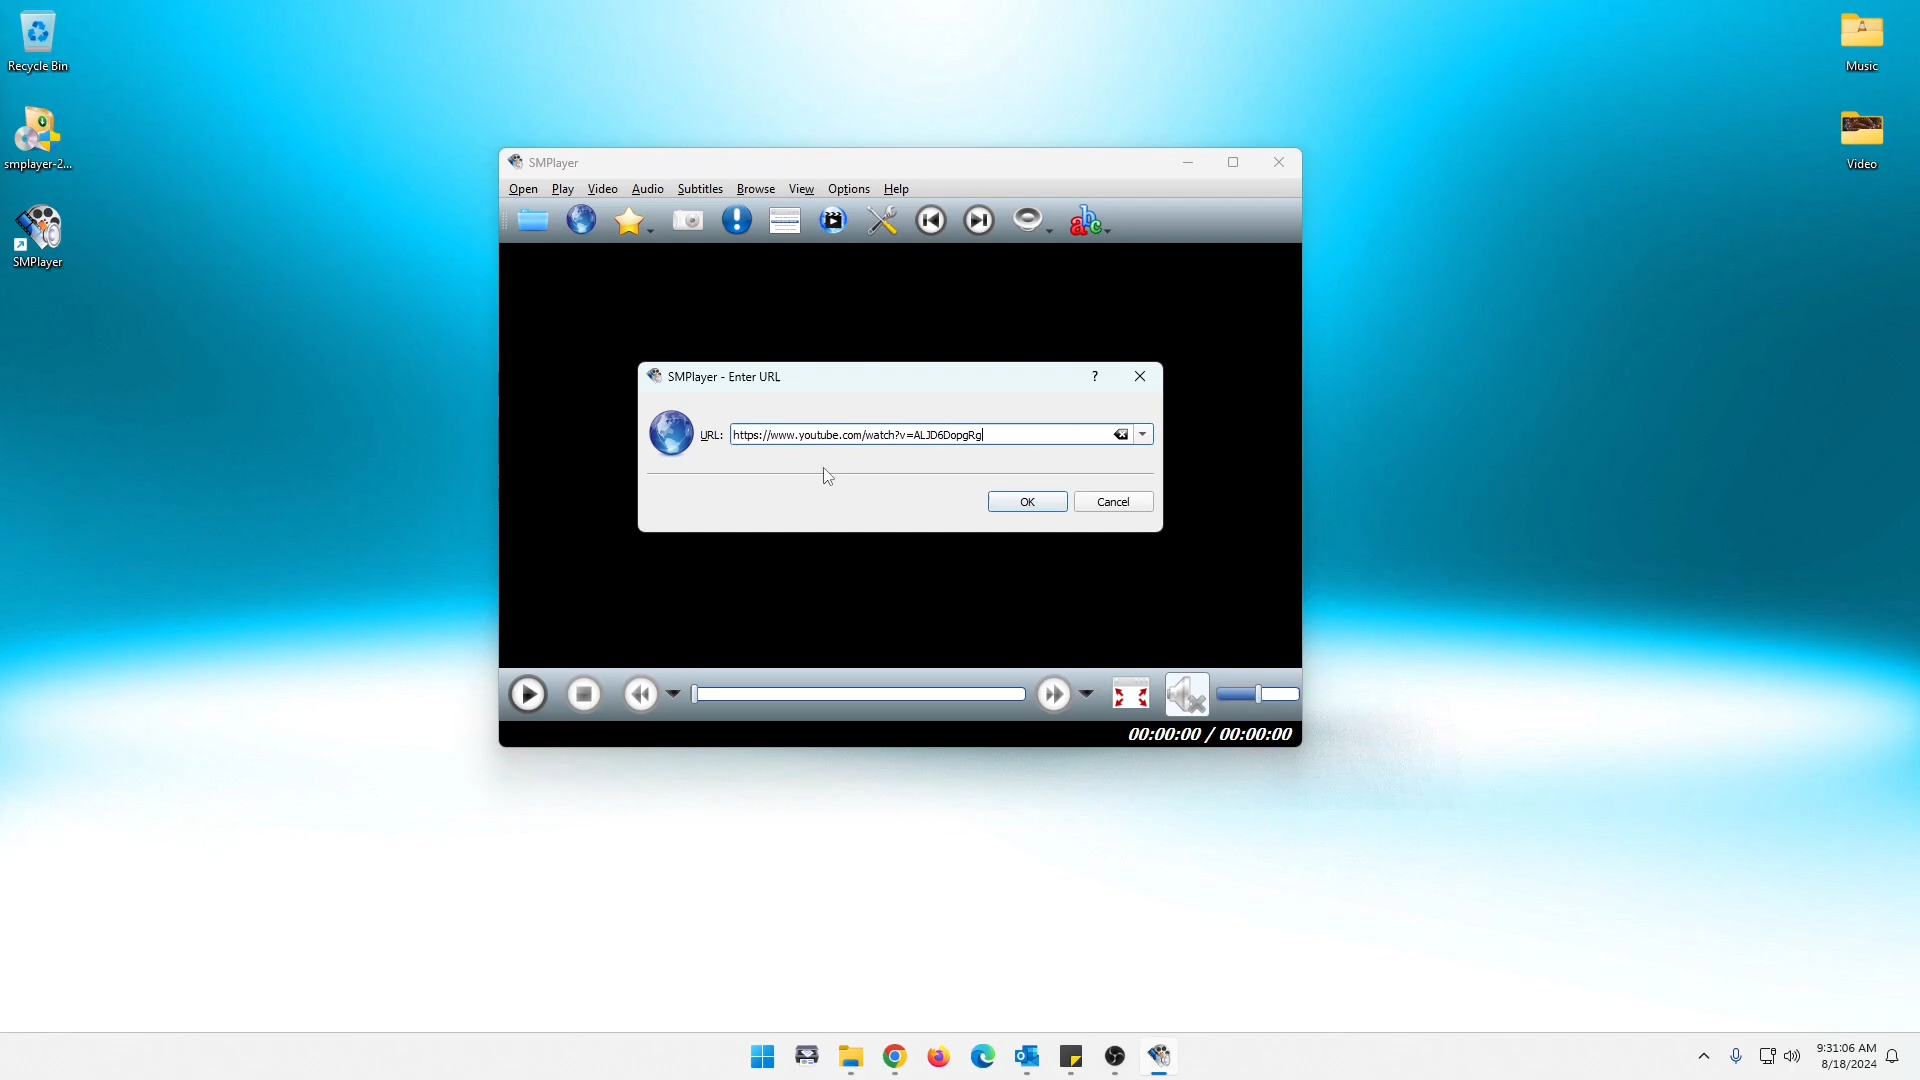 Recycle Bin
smplayer-2...
SMPlayer
Music
Video
SMPlayer
Open Play Video Audio Subtitles Browse View Options Help
abc
SMPlayer - Enter URL
?
URL: https://www.youtube.com/watch?v=ALJD6DopgRg
OK Cancel
00:00:00 / 00:00:00
9:31:06 AM
8/18/2024